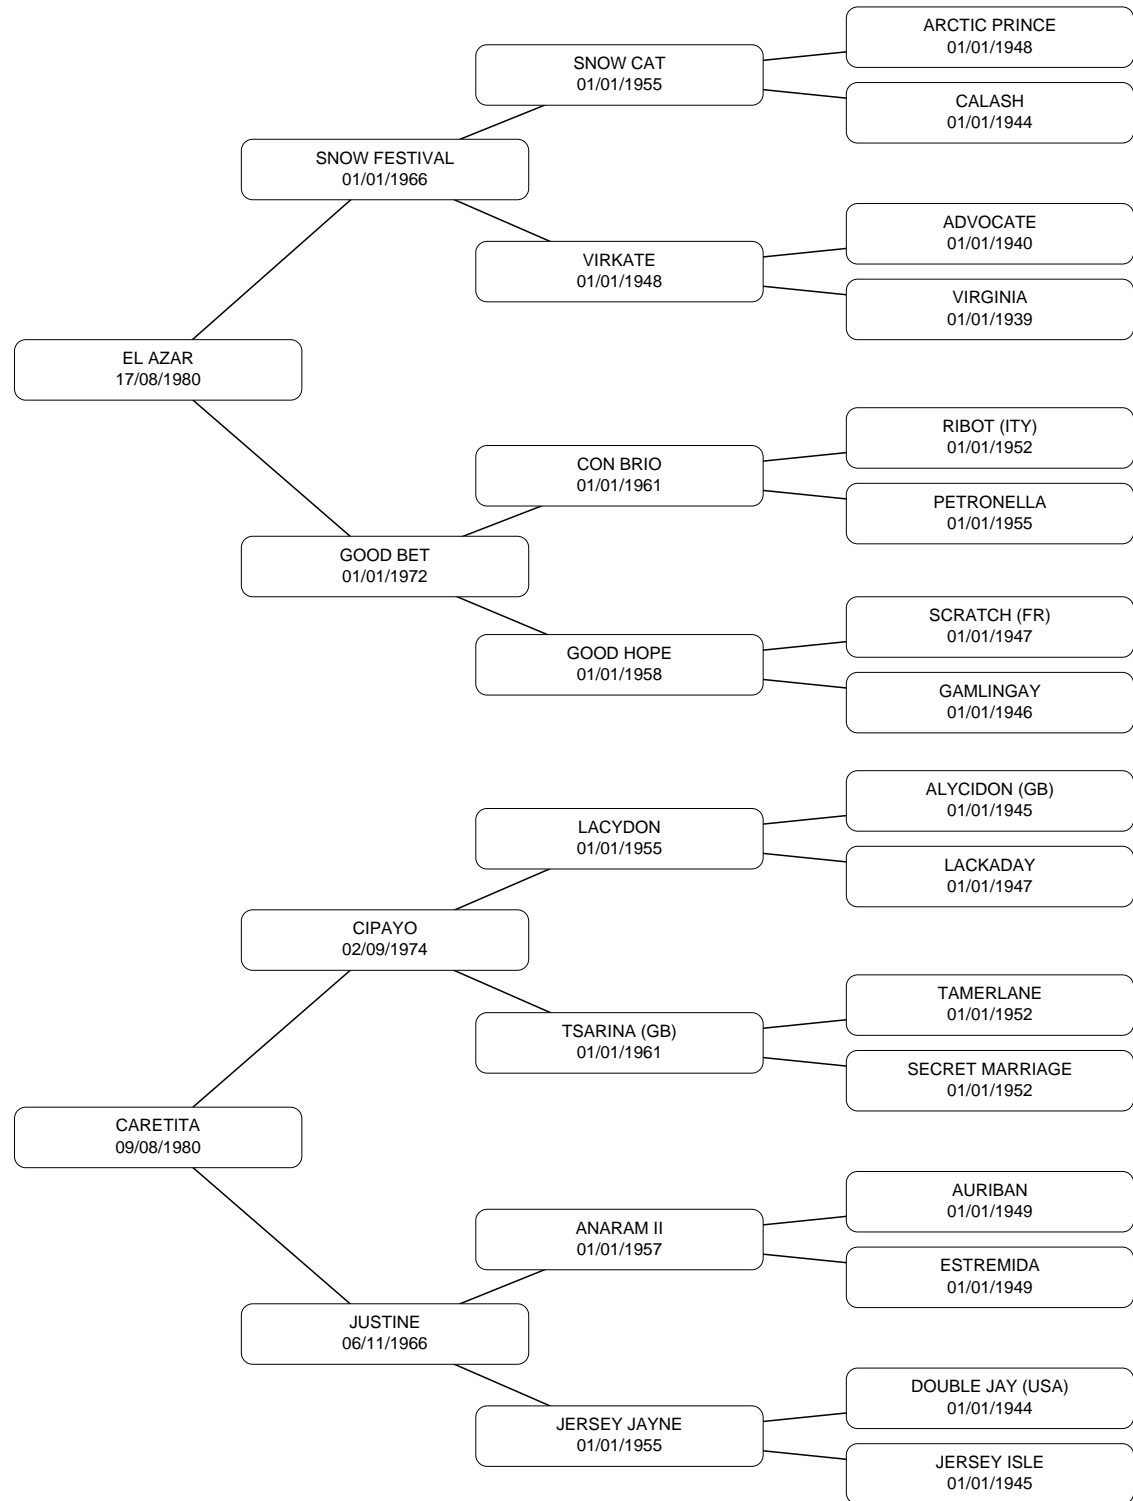 ARCTIC PRINCE
01/01/1948
SNOW CAT
01/01/1955
CALASH
01/01/1944
SNOW FESTIVAL
01/01/1966
ADVOCATE
01/01/1940
VIRKATE
01/01/1948
VIRGINIA
01/01/1939
EL AZAR
17/08/1980
RIBOT (ITY)
01/01/1952
CON BRIO
01/01/1961
PETRONELLA
01/01/1955
GOOD BET
01/01/1972
SCRATCH (FR)
01/01/1947
GOOD HOPE
01/01/1958
GAMLINGAY
01/01/1946
ALYCIDON (GB)
01/01/1945
LACYDON
01/01/1955
LACKADAY
01/01/1947
CIPAYO
02/09/1974
TAMERLANE
01/01/1952
TSARINA (GB)
01/01/1961
SECRET MARRIAGE
01/01/1952
CARETITA
09/08/1980
AURIBAN
01/01/1949
ANARAM II
01/01/1957
ESTREMIDA
01/01/1949
JUSTINE
06/11/1966
DOUBLE JAY (USA)
01/01/1944
JERSEY JAYNE
01/01/1955
JERSEY ISLE
01/01/1945